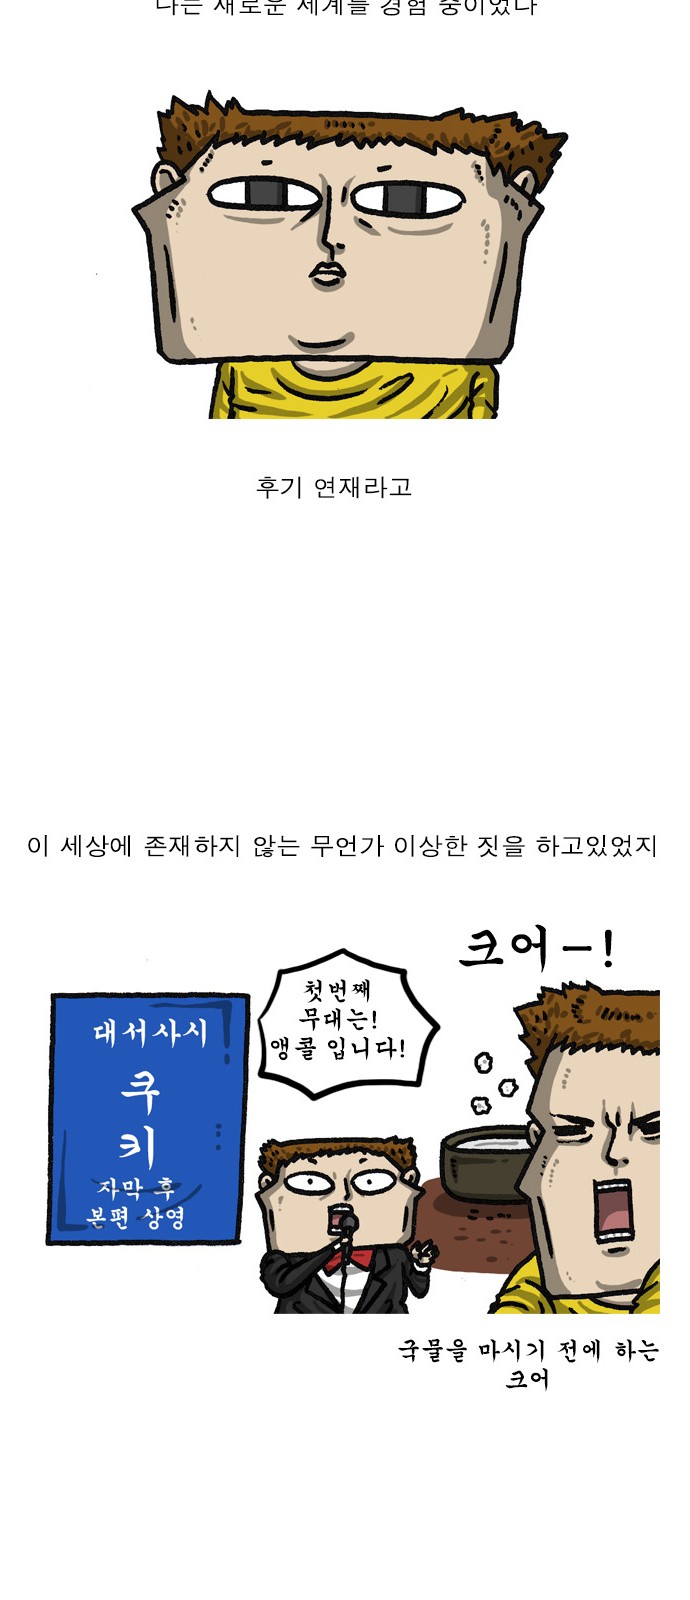 나는 새로운 세계를 경험 중이었다
후기 연재라고
이 세상에 존재하지 않는 무언가 이상한 짓을 하고있었지
크어-!
첫번째
무대는!
앵콜 입니다!
대서사시
쿠
키
자막 후
본편 상영
국물을 마시기 전에 하는
크어